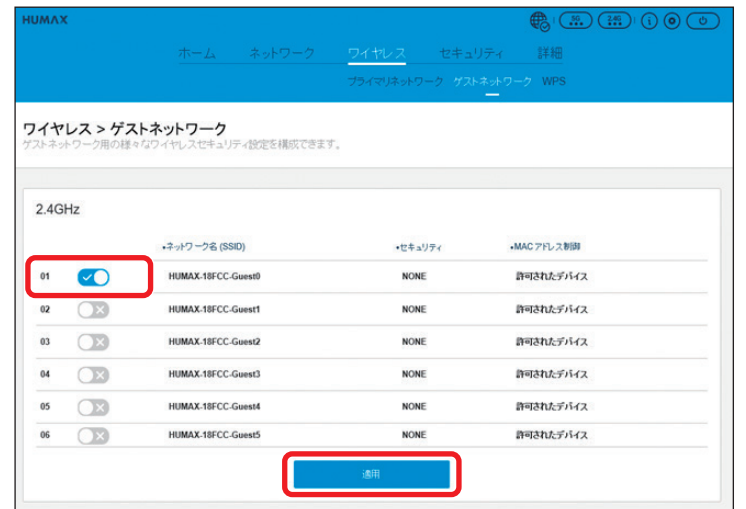 HUMAX
5G 2.4G
ホーム ネットワーク ワイヤレス セキュリティ 詳細
プライマリネットワーク ゲストネットワーク WPS
ワイヤレス > ゲストネットワーク
ゲストネットワーク用の様々なワイヤレスセキュリティ設定を構成できます。
2.4GHz
•ネットワーク名 (SSID) •セキュリティ •MAC アドレス制御
01 HUMAX-18FCC-Guest0 NONE 許可されたデバイス
02 HUMAX-18FCC-Guest1 NONE 許可されたデバイス
03 HUMAX-18FCC-Guest2 NONE 許可されたデバイス
04 HUMAX-18FCC-Guest3 NONE 許可されたデバイス
05 HUMAX-18FCC-Guest4 NONE 許可されたデバイス
06 HUMAX-18FCC-Guest5 NONE 許可されたデバイス
適用